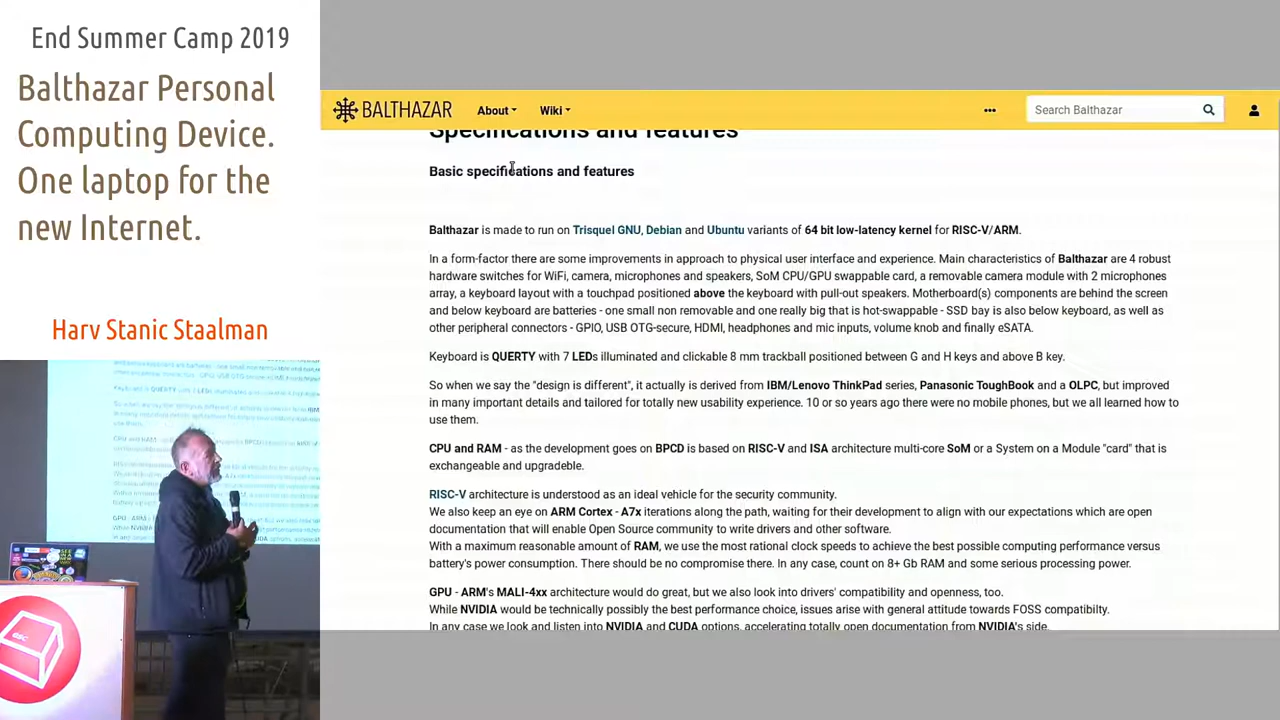 End Summer Camp 2019
Balthazar Personal
Computing Device.
One laptop for the
new Internet.
Harv Stanic Staalman
BALTHAZAR
About
Wiki
Search Balthazar
Specifications and features
Basic specifications and features
Balthazar is made to run on Trisquel GNU, Debian and Ubuntu variants of 64 bit low-latency kernel for RISC-V/ARM.
In a form-factor there are some improvements in approach to physical user interface and experience. Main characteristics of Balthazar are 4 robust
hardware switches for WiFi, camera, microphones and speakers, SoM CPU/GPU swappable card, a removable camera module with 2 microphones
array, a keyboard layout with a touchpad positioned above the keyboard with pull-out speakers. Motherboard(s) components are behind the screen
and below keyboard are batteries - one small non removable and one really big that is hot-swappable - SSD bay is also below keyboard, as well as
other peripheral connectors - GPIO, USB OTG-secure, HDMI, headphones and mic inputs, volume knob and finally eSATA.
Keyboard is QUERTY with 7 LEDs illuminated and clickable 8 mm trackball positioned between G and H keys and above B key.
So when we say the "design is different", it actually is derived from IBM/Lenovo ThinkPad series, Panasonic ToughBook and a OLPC, but improved
in many important details and tailored for totally new usability experience. 10 or so years ago there were no mobile phones, but we all learned how to
use them.
CPU and RAM - as the development goes on BPCD is based on RISC-V and ISA architecture multi-core SoM or a System on a Module "card" that is
exchangeable and upgradeable.
RISC-V architecture is understood as an ideal vehicle for the security community.
We also keep an eye on ARM Cortex - A7x iterations along the path, waiting for their development to align with our expectations which are open
documentation that will enable Open Source community to write drivers and other software.
With a maximum reasonable amount of RAM, we use the most rational clock speeds to achieve the best possible computing performance versus
battery's power consumption. There should be no compromise there. In any case, count on 8+ Gb RAM and some serious processing power.
GPU - ARM's MALI-4xx architecture would do great, but we also look into drivers' compatibility and openness, too.
While NVIDIA would be technically possibly the best performance choice, issues arise with general attitude towards FOSS compatibilty.
In any case we look and listen into NVIDIA and CUDA options, accelerating totally open documentation from NVIDIA's side.